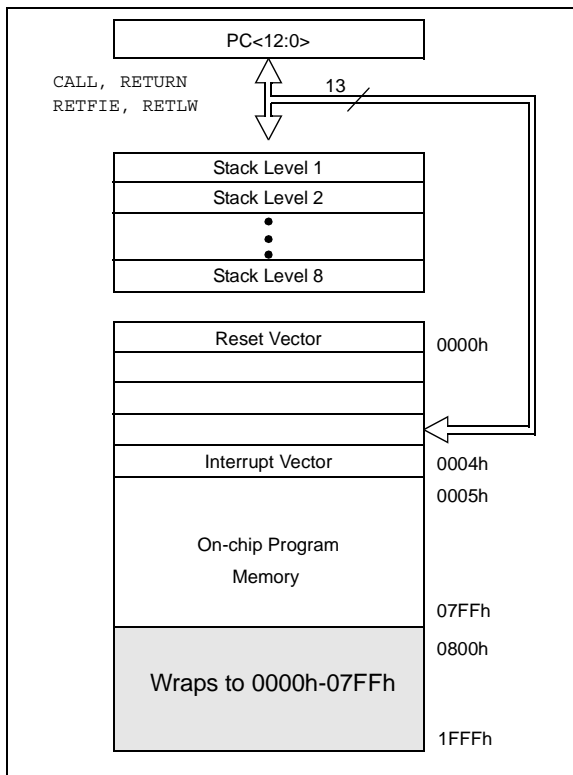 PC<12:0>
CALL, RETURN
RETFIE, RETLW
13
Stack Level 1
Stack Level 2
Stack Level 8
Reset Vector
0000h
Interrupt Vector
0004h
0005h
On-chip Program
Memory
07FFh
0800h
Wraps to 0000h-07FFh
1FFFh